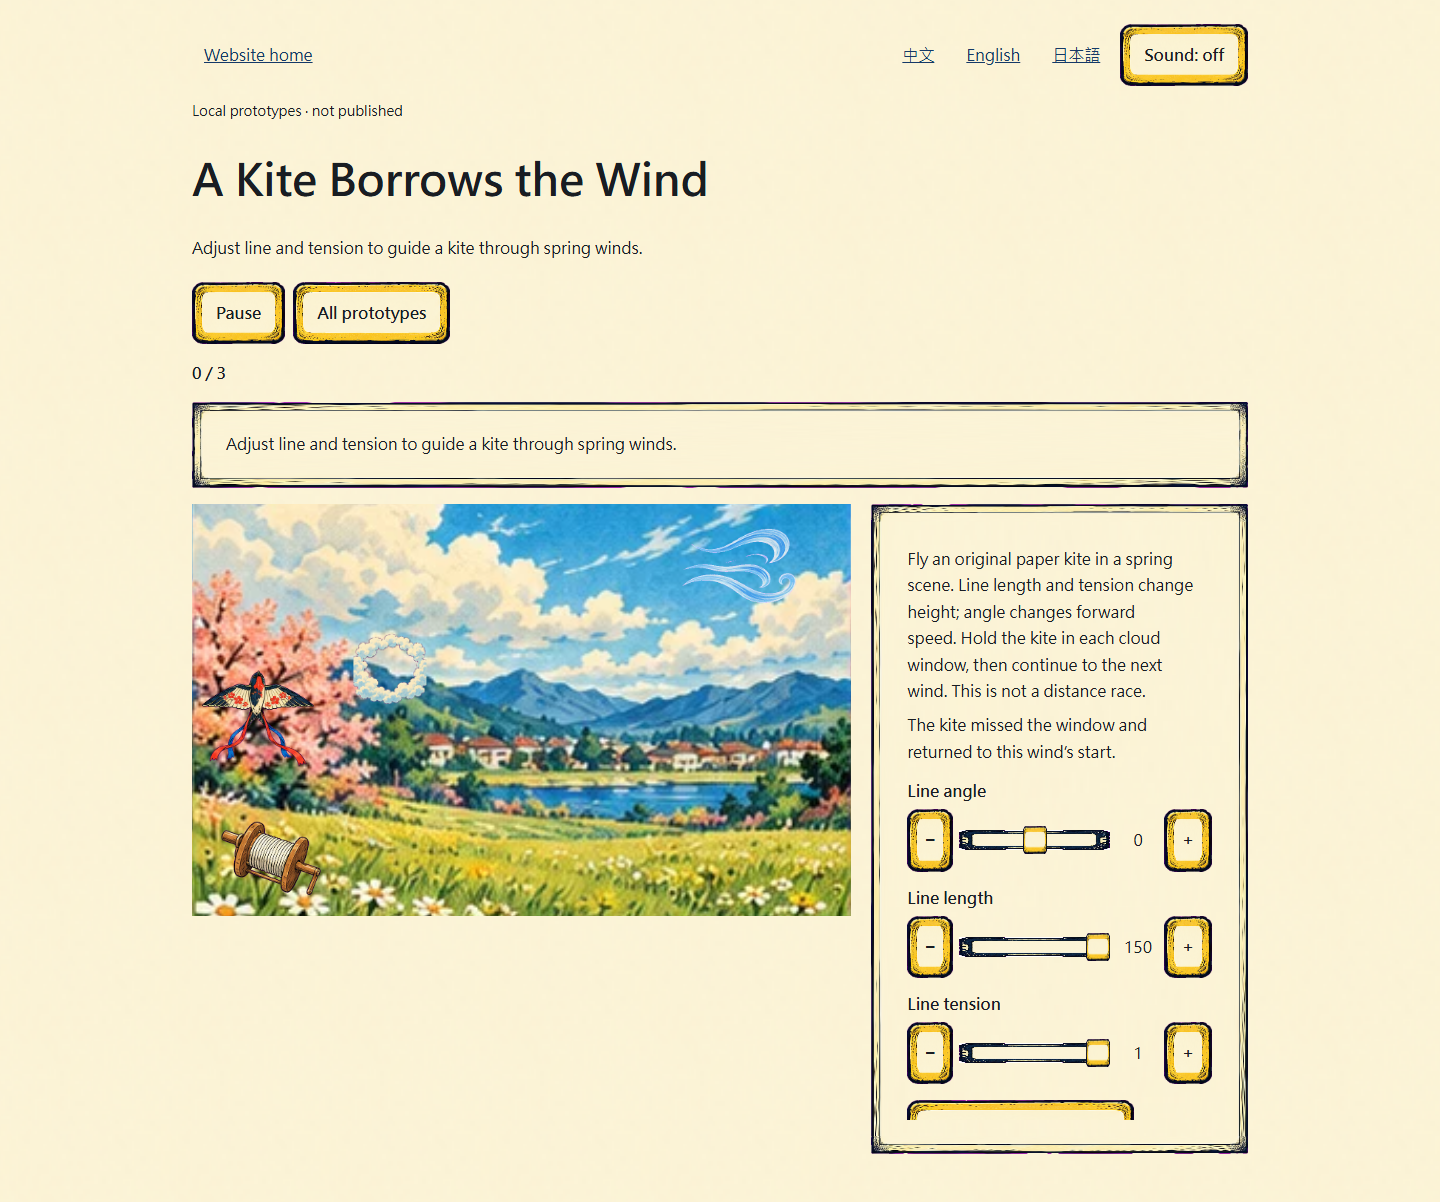 Website home
中文 English 日本語 Sound: off
Local prototypes · not published
A Kite Borrows the Wind
Adjust line and tension to guide a kite through spring winds.
Pause All prototypes
0 / 3
Adjust line and tension to guide a kite through spring winds.
Fly an original paper kite in a spring
scene. Line length and tension change
height; angle changes forward
speed. Hold the kite in each cloud
window, then continue to the next
wind. This is not a distance race.
The kite missed the window and
returned to this wind’s start.
Line angle
− 0 +
Line length
− 150 +
Line tension
− 1 +